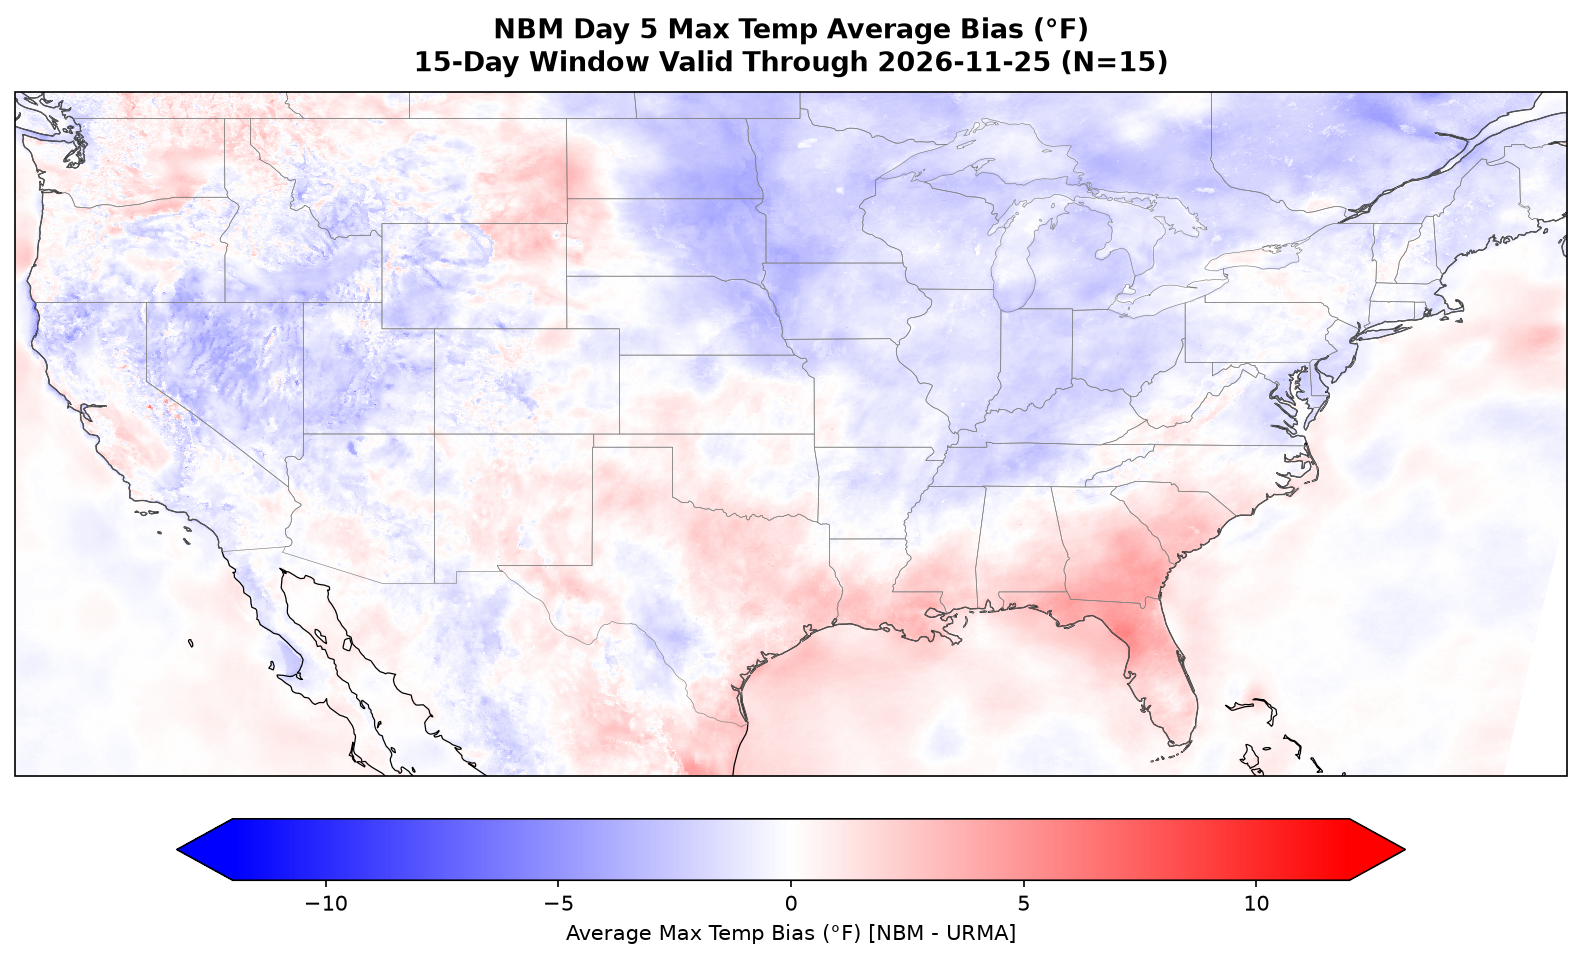 NBM Day 5 Max Temp Average Bias (°F)
15-Day Window Valid Through 2026-11-25 (N=15)
−10 −5 0 5 10
Average Max Temp Bias (°F) [NBM - URMA]